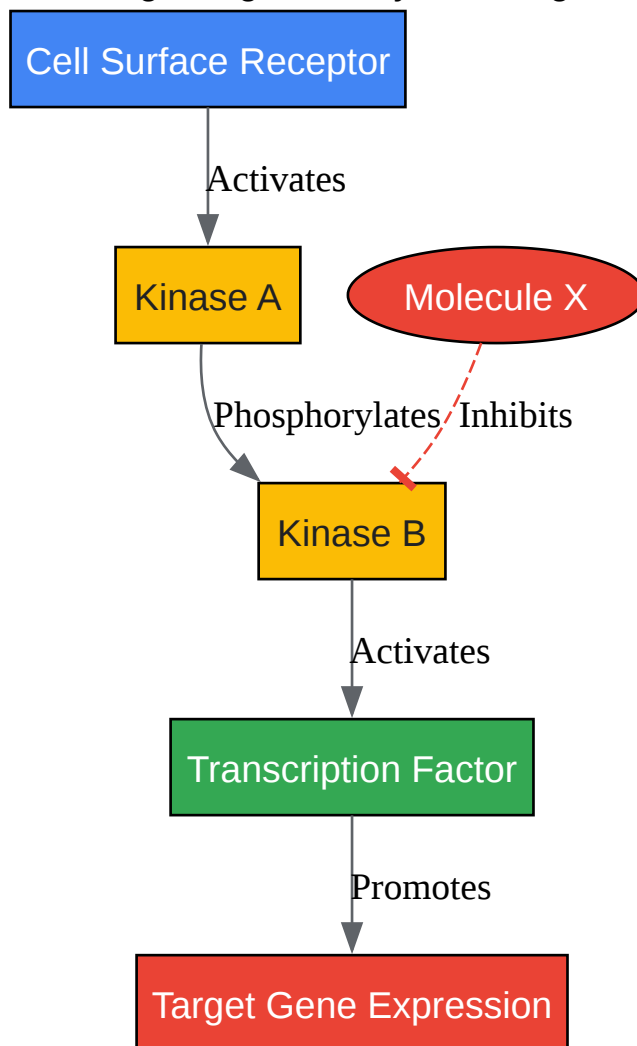 Cell Surface Receptor
Activates
Kinase A
Molecule X
Phosphorylates
Inhibits
Kinase B
Activates
Transcription Factor
Promotes
Target Gene Expression